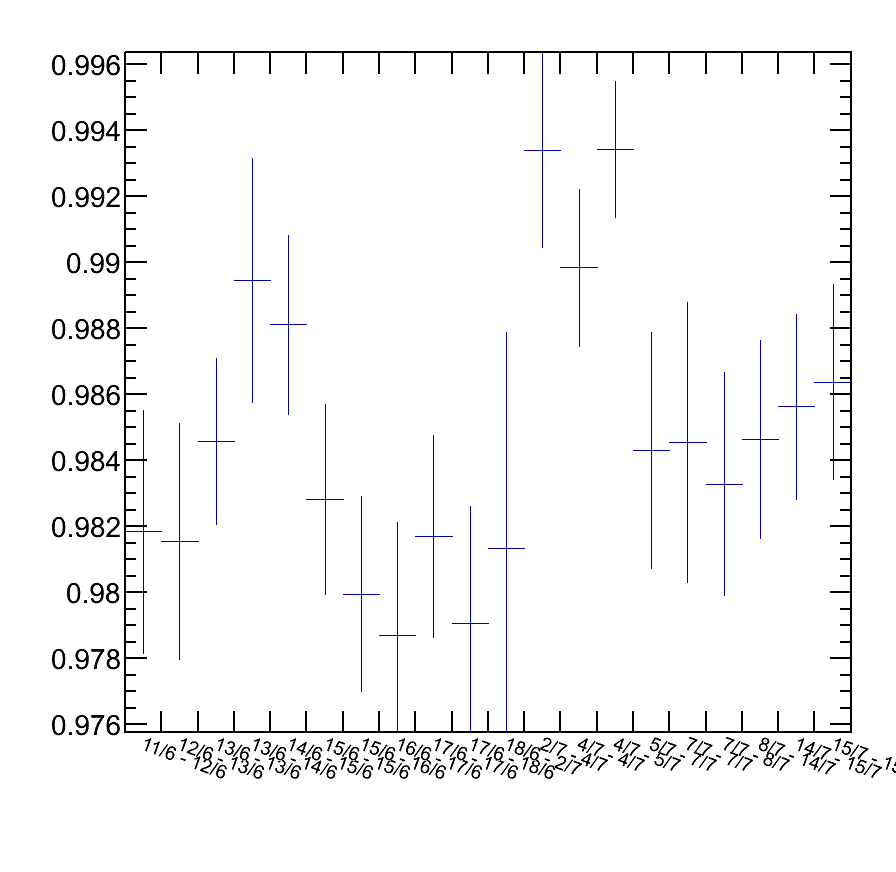 0.996
0.994
0.992
0.99
0.988
0.986
0.984
0.982
0.98
0.978
0.976
11/6 - 12/6
12/6 - 13/6
13/6 - 13/6
13/6 - 14/6
14/6 - 15/6
15/6 - 15/6
15/6 - 16/6
16/6 - 17/6
17/6 - 17/6
17/6 - 18/6
18/6 - 2/7
2/7 - 4/7
4/7 - 4/7
4/7 - 5/7
5/7 - 7/7
7/7 - 7/7
7/7 - 8/7
8/7 - 14/7
14/7 - 15/7
15/7 - 15